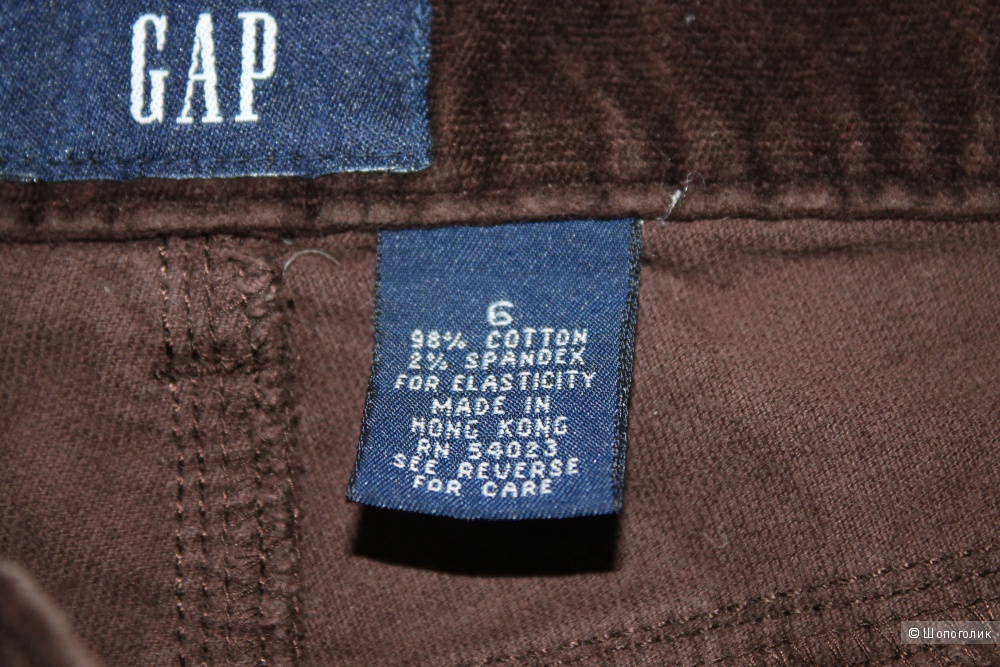 GAP
6
98% COTTON
2% SPANDEX
FOR ELASTICITY
MADE IN
HONG KONG
RN 54023
SEE REVERSE
FOR CARE
© Шопоголик